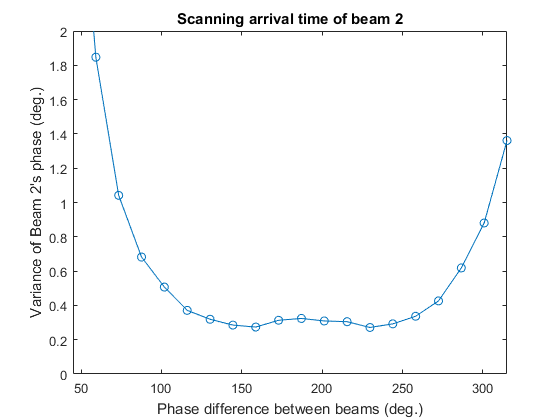 Scanning arrival time of beam 2
Variance of Beam 2's phase (deg.)
2
1.8
1.6
1.4
1.2
1
0.8
0.6
0.4
0.2
0
50 100 150 200 250 300
Phase difference between beams (deg.)